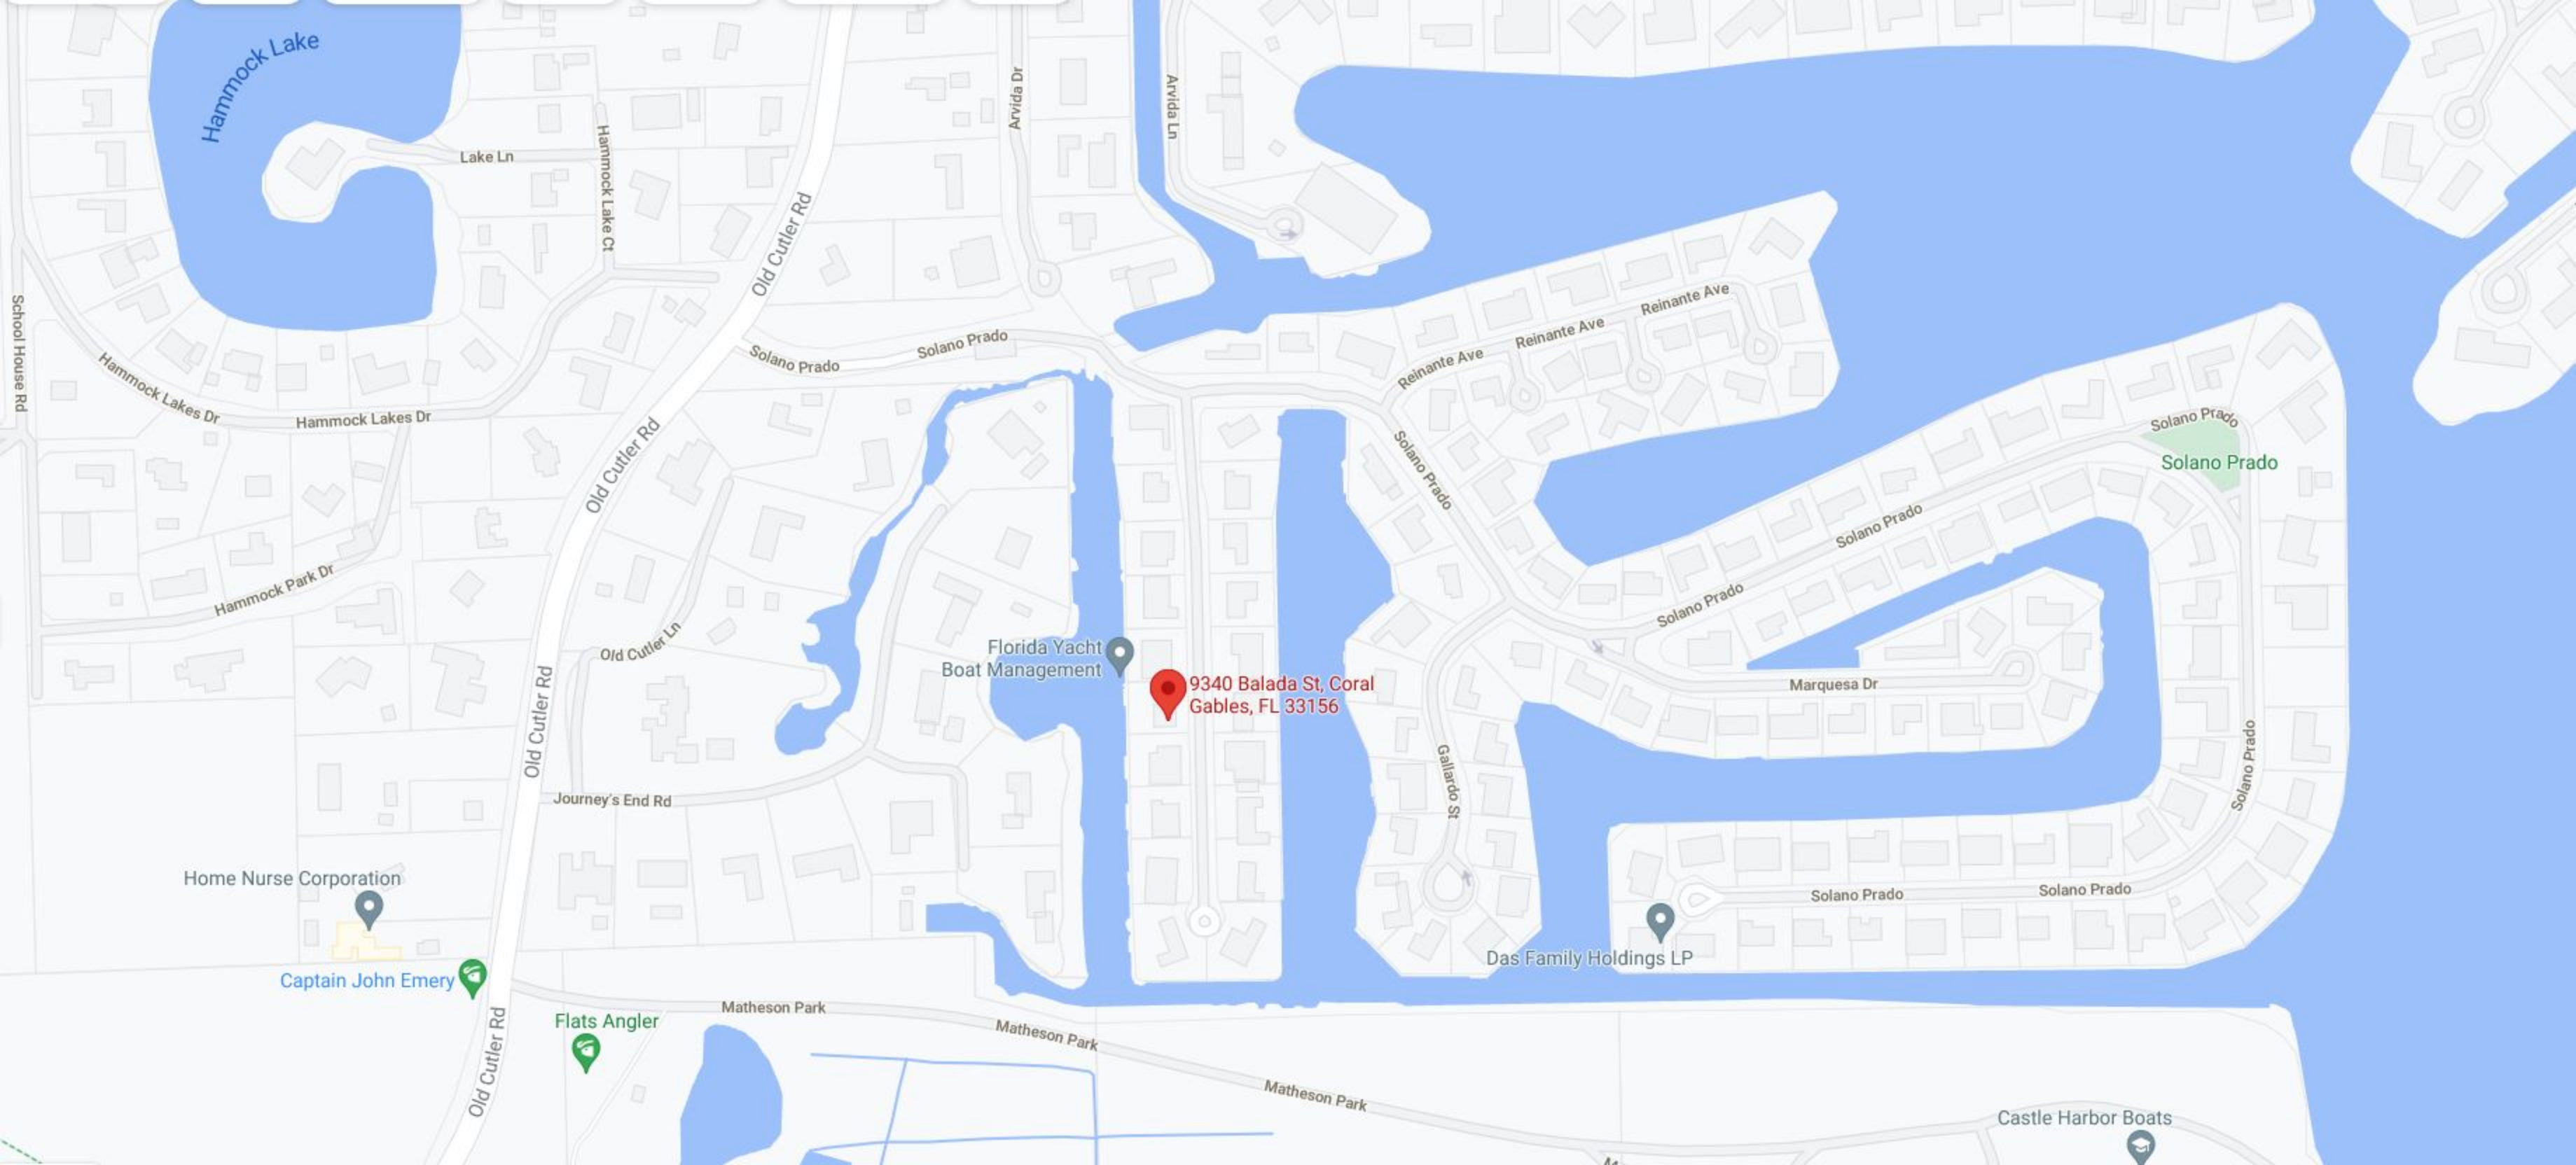 Hammock Lake
Arvida Dr
Arvida Ln
Lake Ln
Hammock Lake Ct
Old Cutler Rd
School House Rd
Solano Prado
Solano Prado
Reinante Ave
Reinante Ave
Reinante Ave
Hammock Lakes Dr
Hammock Lakes Dr
Old Cutler Rd
Solano Prado
Solano Prado
Solano Prado
Solano Prado
Solano Prado
Hammock Park Dr
Old Cutler Ln
Florida Yacht
Boat Management
9340 Balada St, Coral
Gables, FL 33156
Marquesa Dr
Old Cutler Rd
Gallardo St
Solano Prado
Journey's End Rd
Home Nurse Corporation
Solano Prado
Solano Prado
Das Family Holdings LP
Captain John Emery
Matheson Park
Flats Angler
Matheson Park
Old Cutler Rd
Matheson Park
Castle Harbor Boats